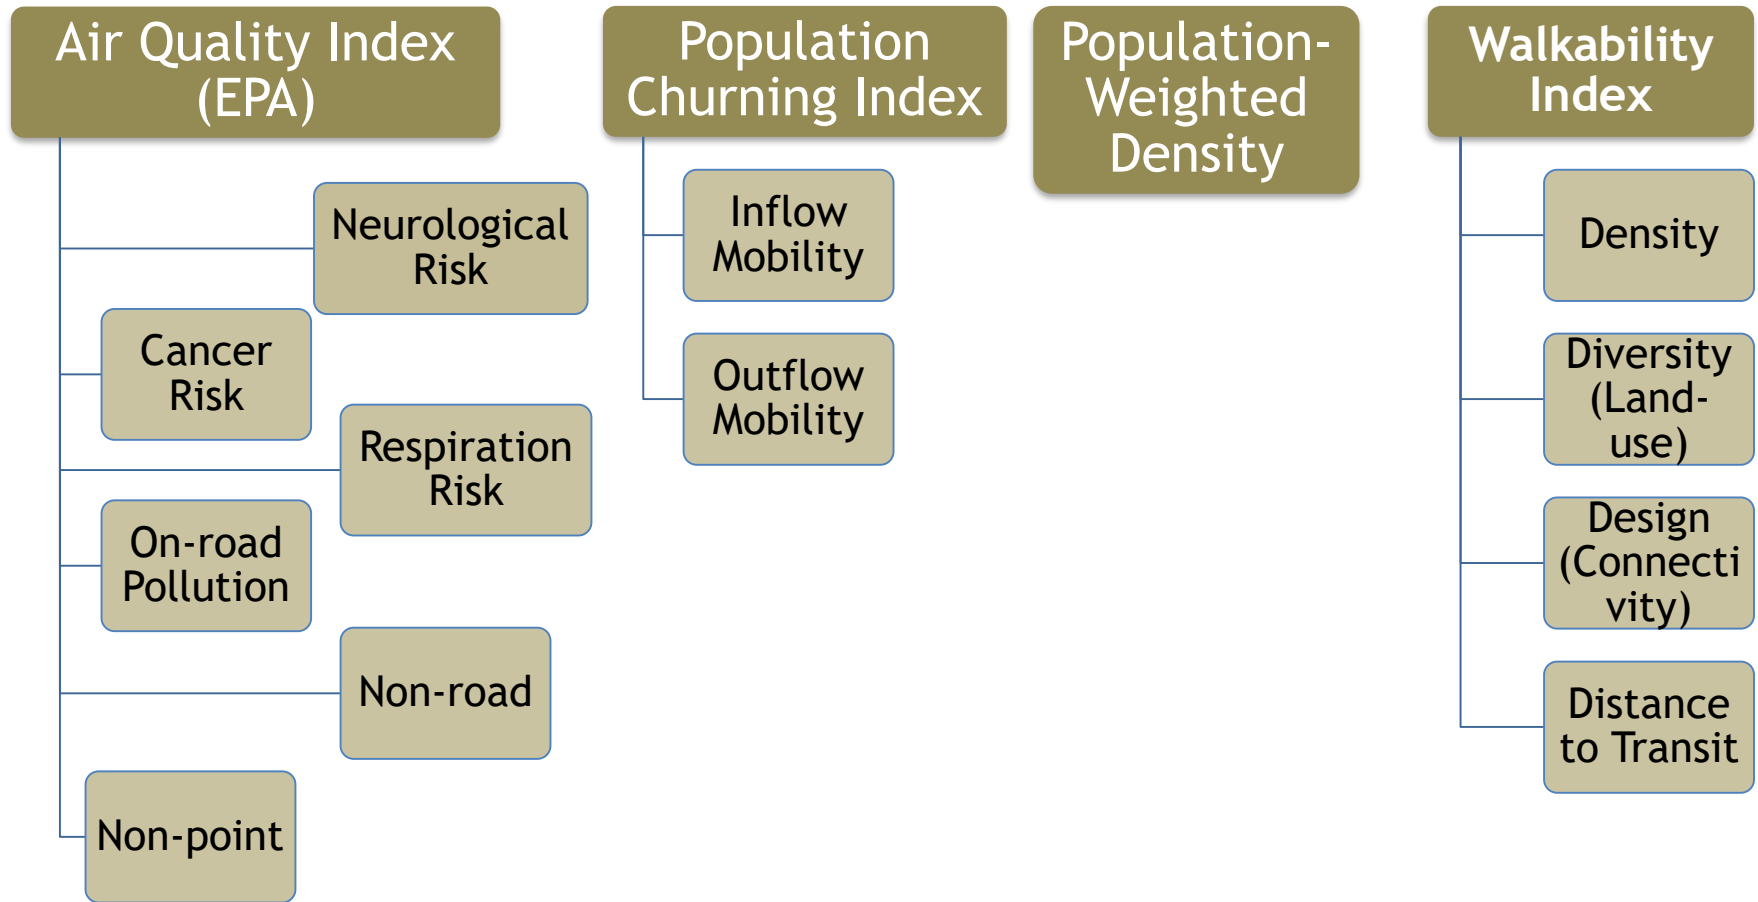 Air Quality Index
(EPA)
Neurological
Risk
Cancer
Risk
Respiration
Risk
On-road
Pollution
Non-road
Non-point
Population
Churning Index
Inflow
Mobility
Outflow
Mobility
Population-
Weighted
Density
Walkability
Index
Density
Diversity
(Land-
use)
Design
(Connecti
vity)
Distance
to Transit